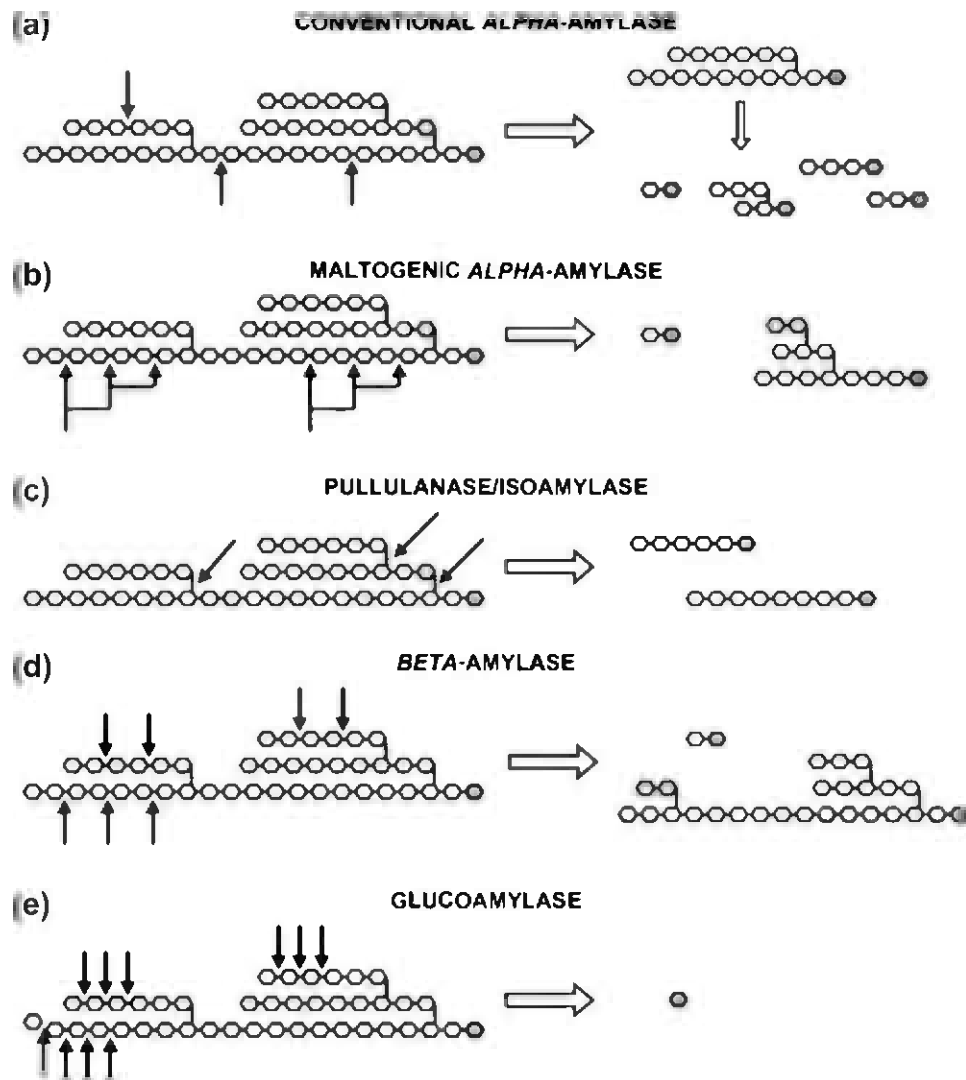 (a) CONVENTIONAL ALPHA-AMYLASE
(b) MALTOGENIC ALPHA-AMYLASE
(c) PULLULANASE/ISOAMYLASE
(d) BETA-AMYLASE
(e) GLUCOAMYLASE